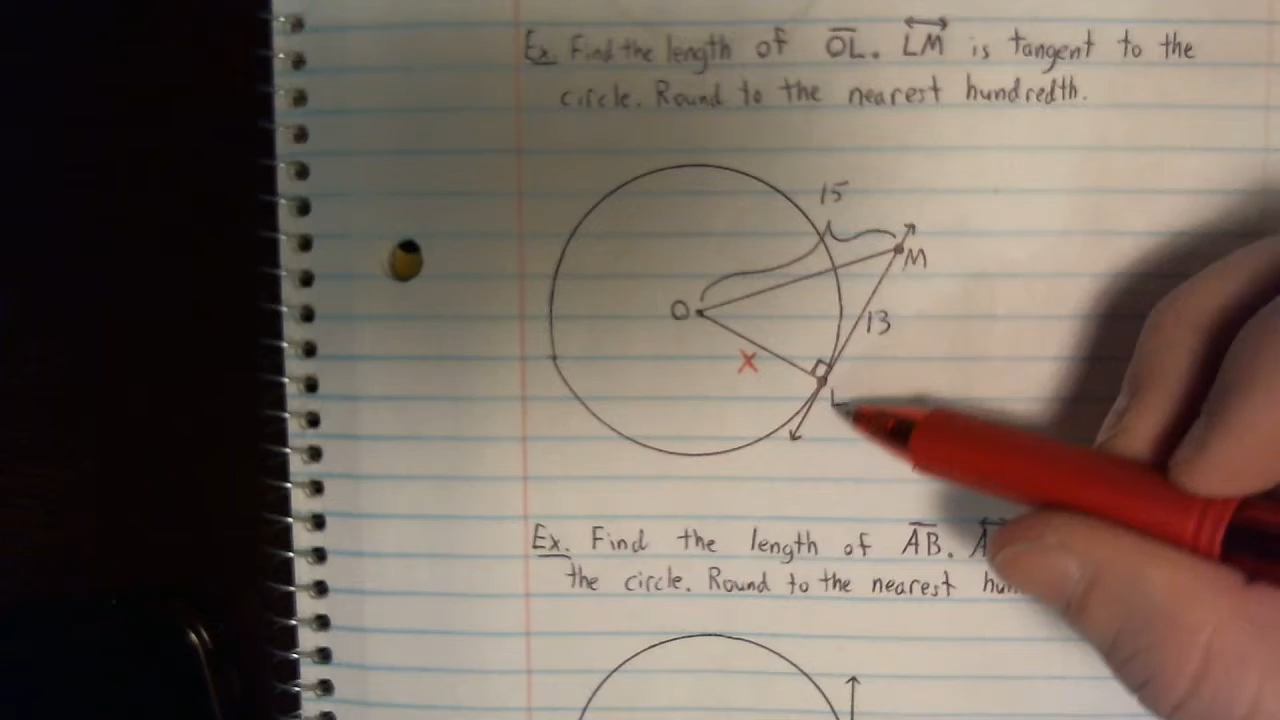 Ex. Find the length of OL. LM is tangent to the
circle. Round to the nearest hundredth.
15
M
O
13
X
L
Ex. Find the length of AB.
the circle. Round to the nearest